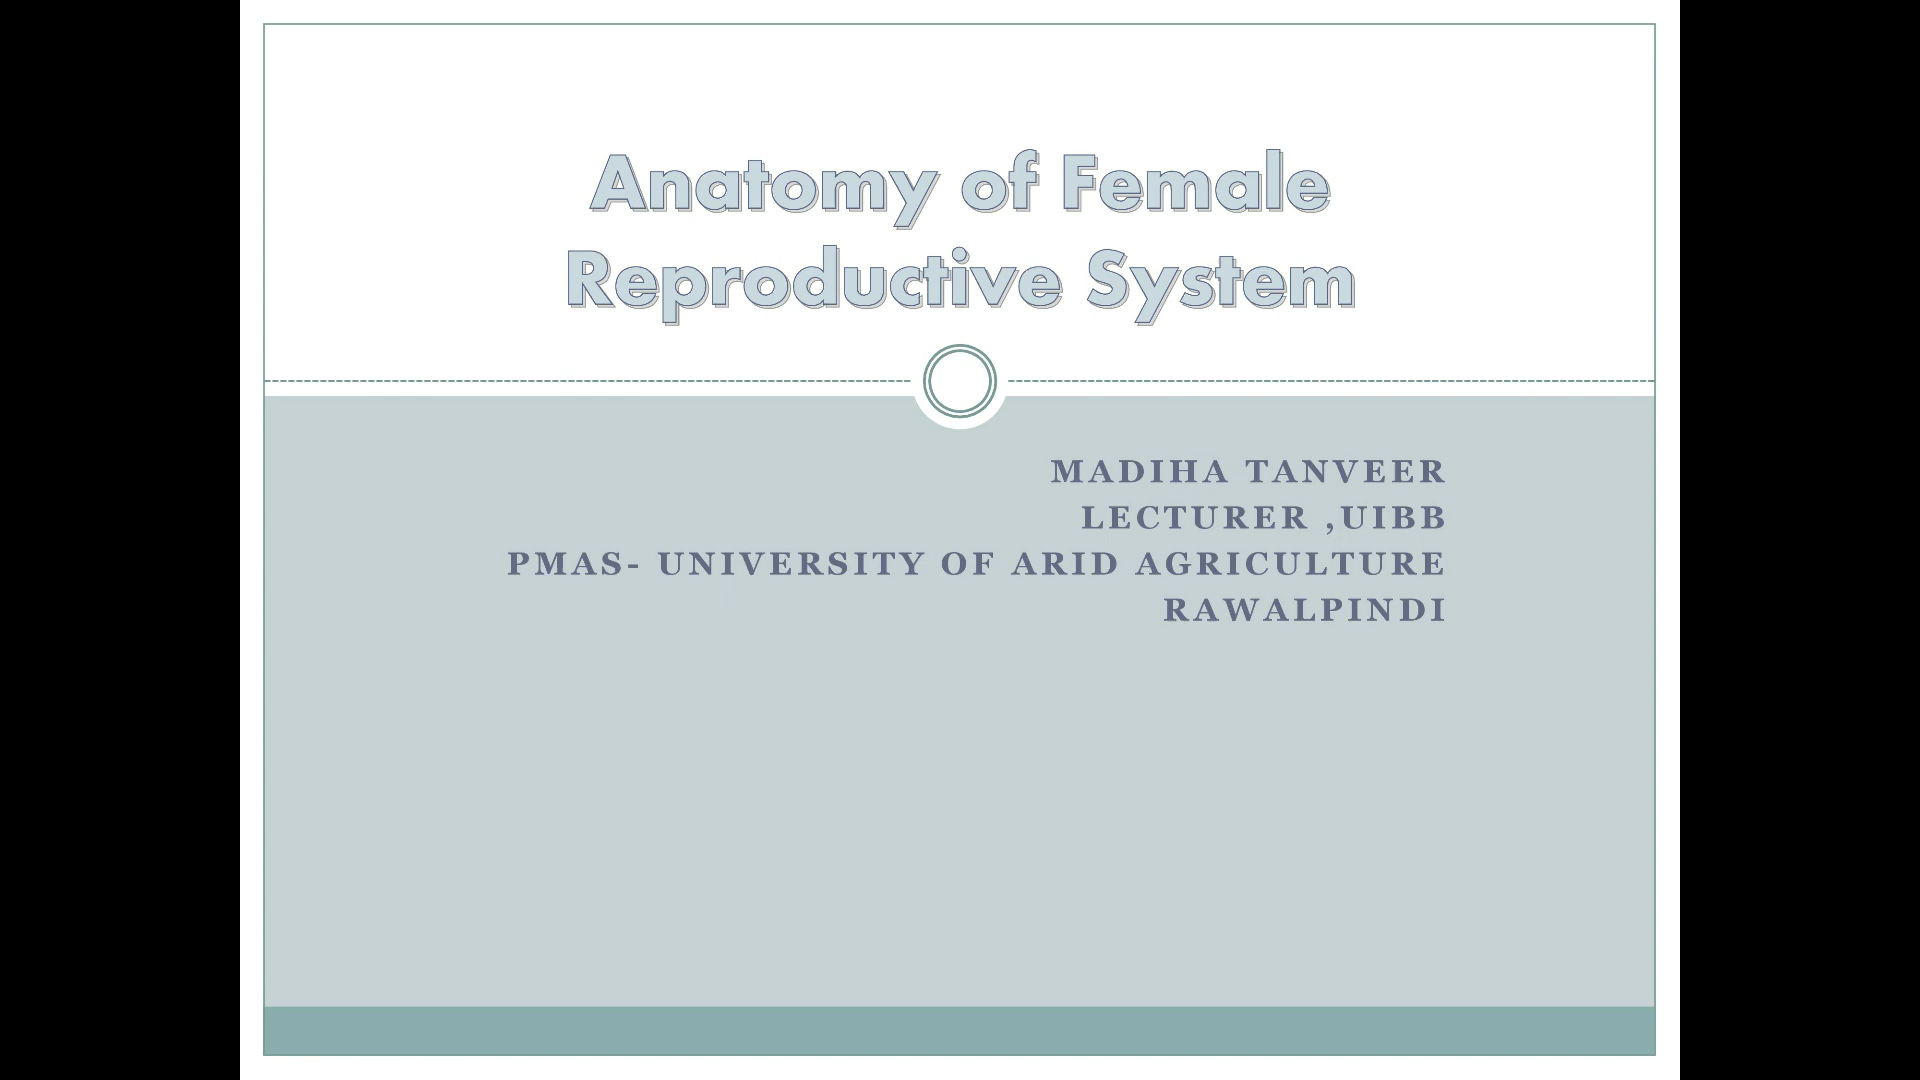 Anatomy of Female
Reproductive System
MADIHA TANVEER
LECTURER ,UIBB
PMAS- UNIVERSITY OF ARID AGRICULTURE
RAWALPINDI